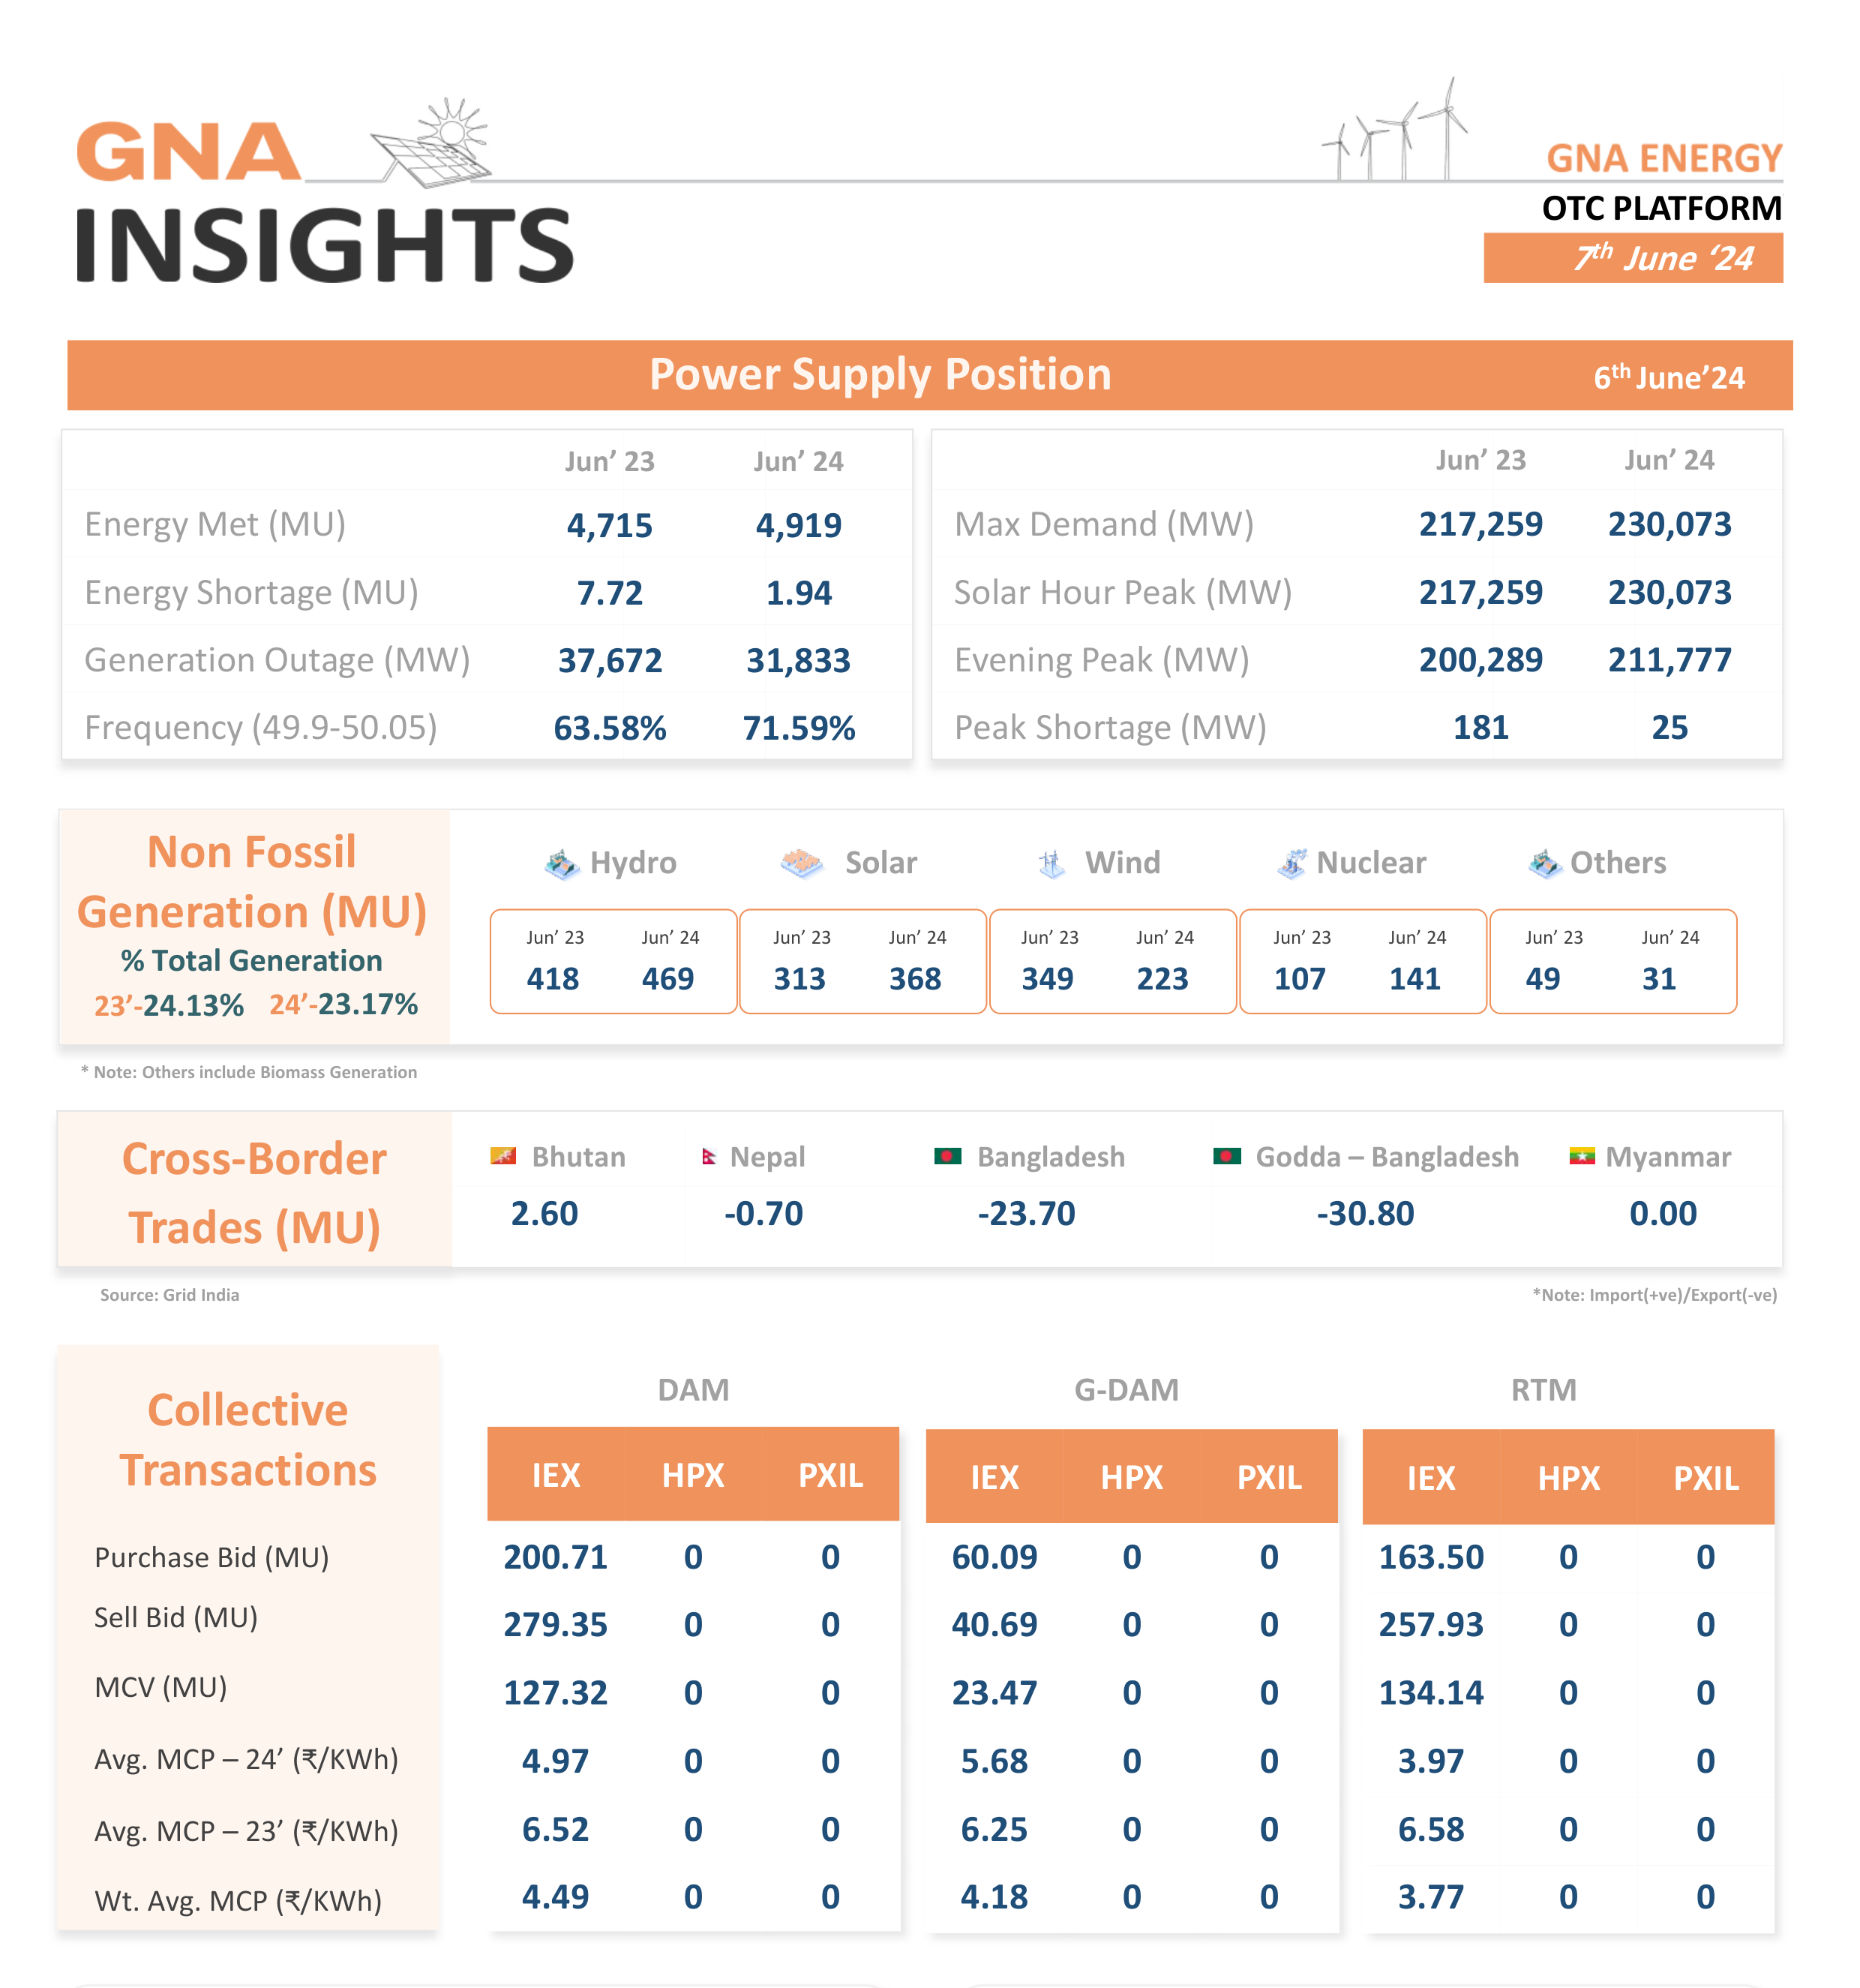 GNA
INSIGHTS
GNA ENERGY
OTC PLATFORM
7th June ‘24
Power Supply Position 6th June’24
Jun’ 23 Jun’ 24
Energy Met (MU) 4,715 4,919
Energy Shortage (MU) 7.72 1.94
Generation Outage (MW) 37,672 31,833
Frequency (49.9-50.05) 63.58% 71.59%
Jun’ 23 Jun’ 24
Max Demand (MW) 217,259 230,073
Solar Hour Peak (MW) 217,259 230,073
Evening Peak (MW) 200,289 211,777
Peak Shortage (MW) 181 25
Non Fossil
Generation (MU)
% Total Generation
23’-24.13% 24’-23.17%
Hydro Solar Wind Nuclear Others
Jun’ 23 Jun’ 24 Jun’ 23 Jun’ 24 Jun’ 23 Jun’ 24 Jun’ 23 Jun’ 24 Jun’ 23 Jun’ 24
418 469 313 368 349 223 107 141 49 31
* Note: Others include Biomass Generation
Cross-Border
Trades (MU)
Bhutan Nepal Bangladesh Godda – Bangladesh Myanmar
2.60 -0.70 -23.70 -30.80 0.00
Source: Grid India *Note: Import(+ve)/Export(-ve)
Collective
Transactions
DAM G-DAM RTM
IEX HPX PXIL IEX HPX PXIL IEX HPX PXIL
Purchase Bid (MU) 200.71 0 0 60.09 0 0 163.50 0 0
Sell Bid (MU) 279.35 0 0 40.69 0 0 257.93 0 0
MCV (MU) 127.32 0 0 23.47 0 0 134.14 0 0
Avg. MCP – 24’ (₹/KWh) 4.97 0 0 5.68 0 0 3.97 0 0
Avg. MCP – 23’ (₹/KWh) 6.52 0 0 6.25 0 0 6.58 0 0
Wt. Avg. MCP (₹/KWh) 4.49 0 0 4.18 0 0 3.77 0 0